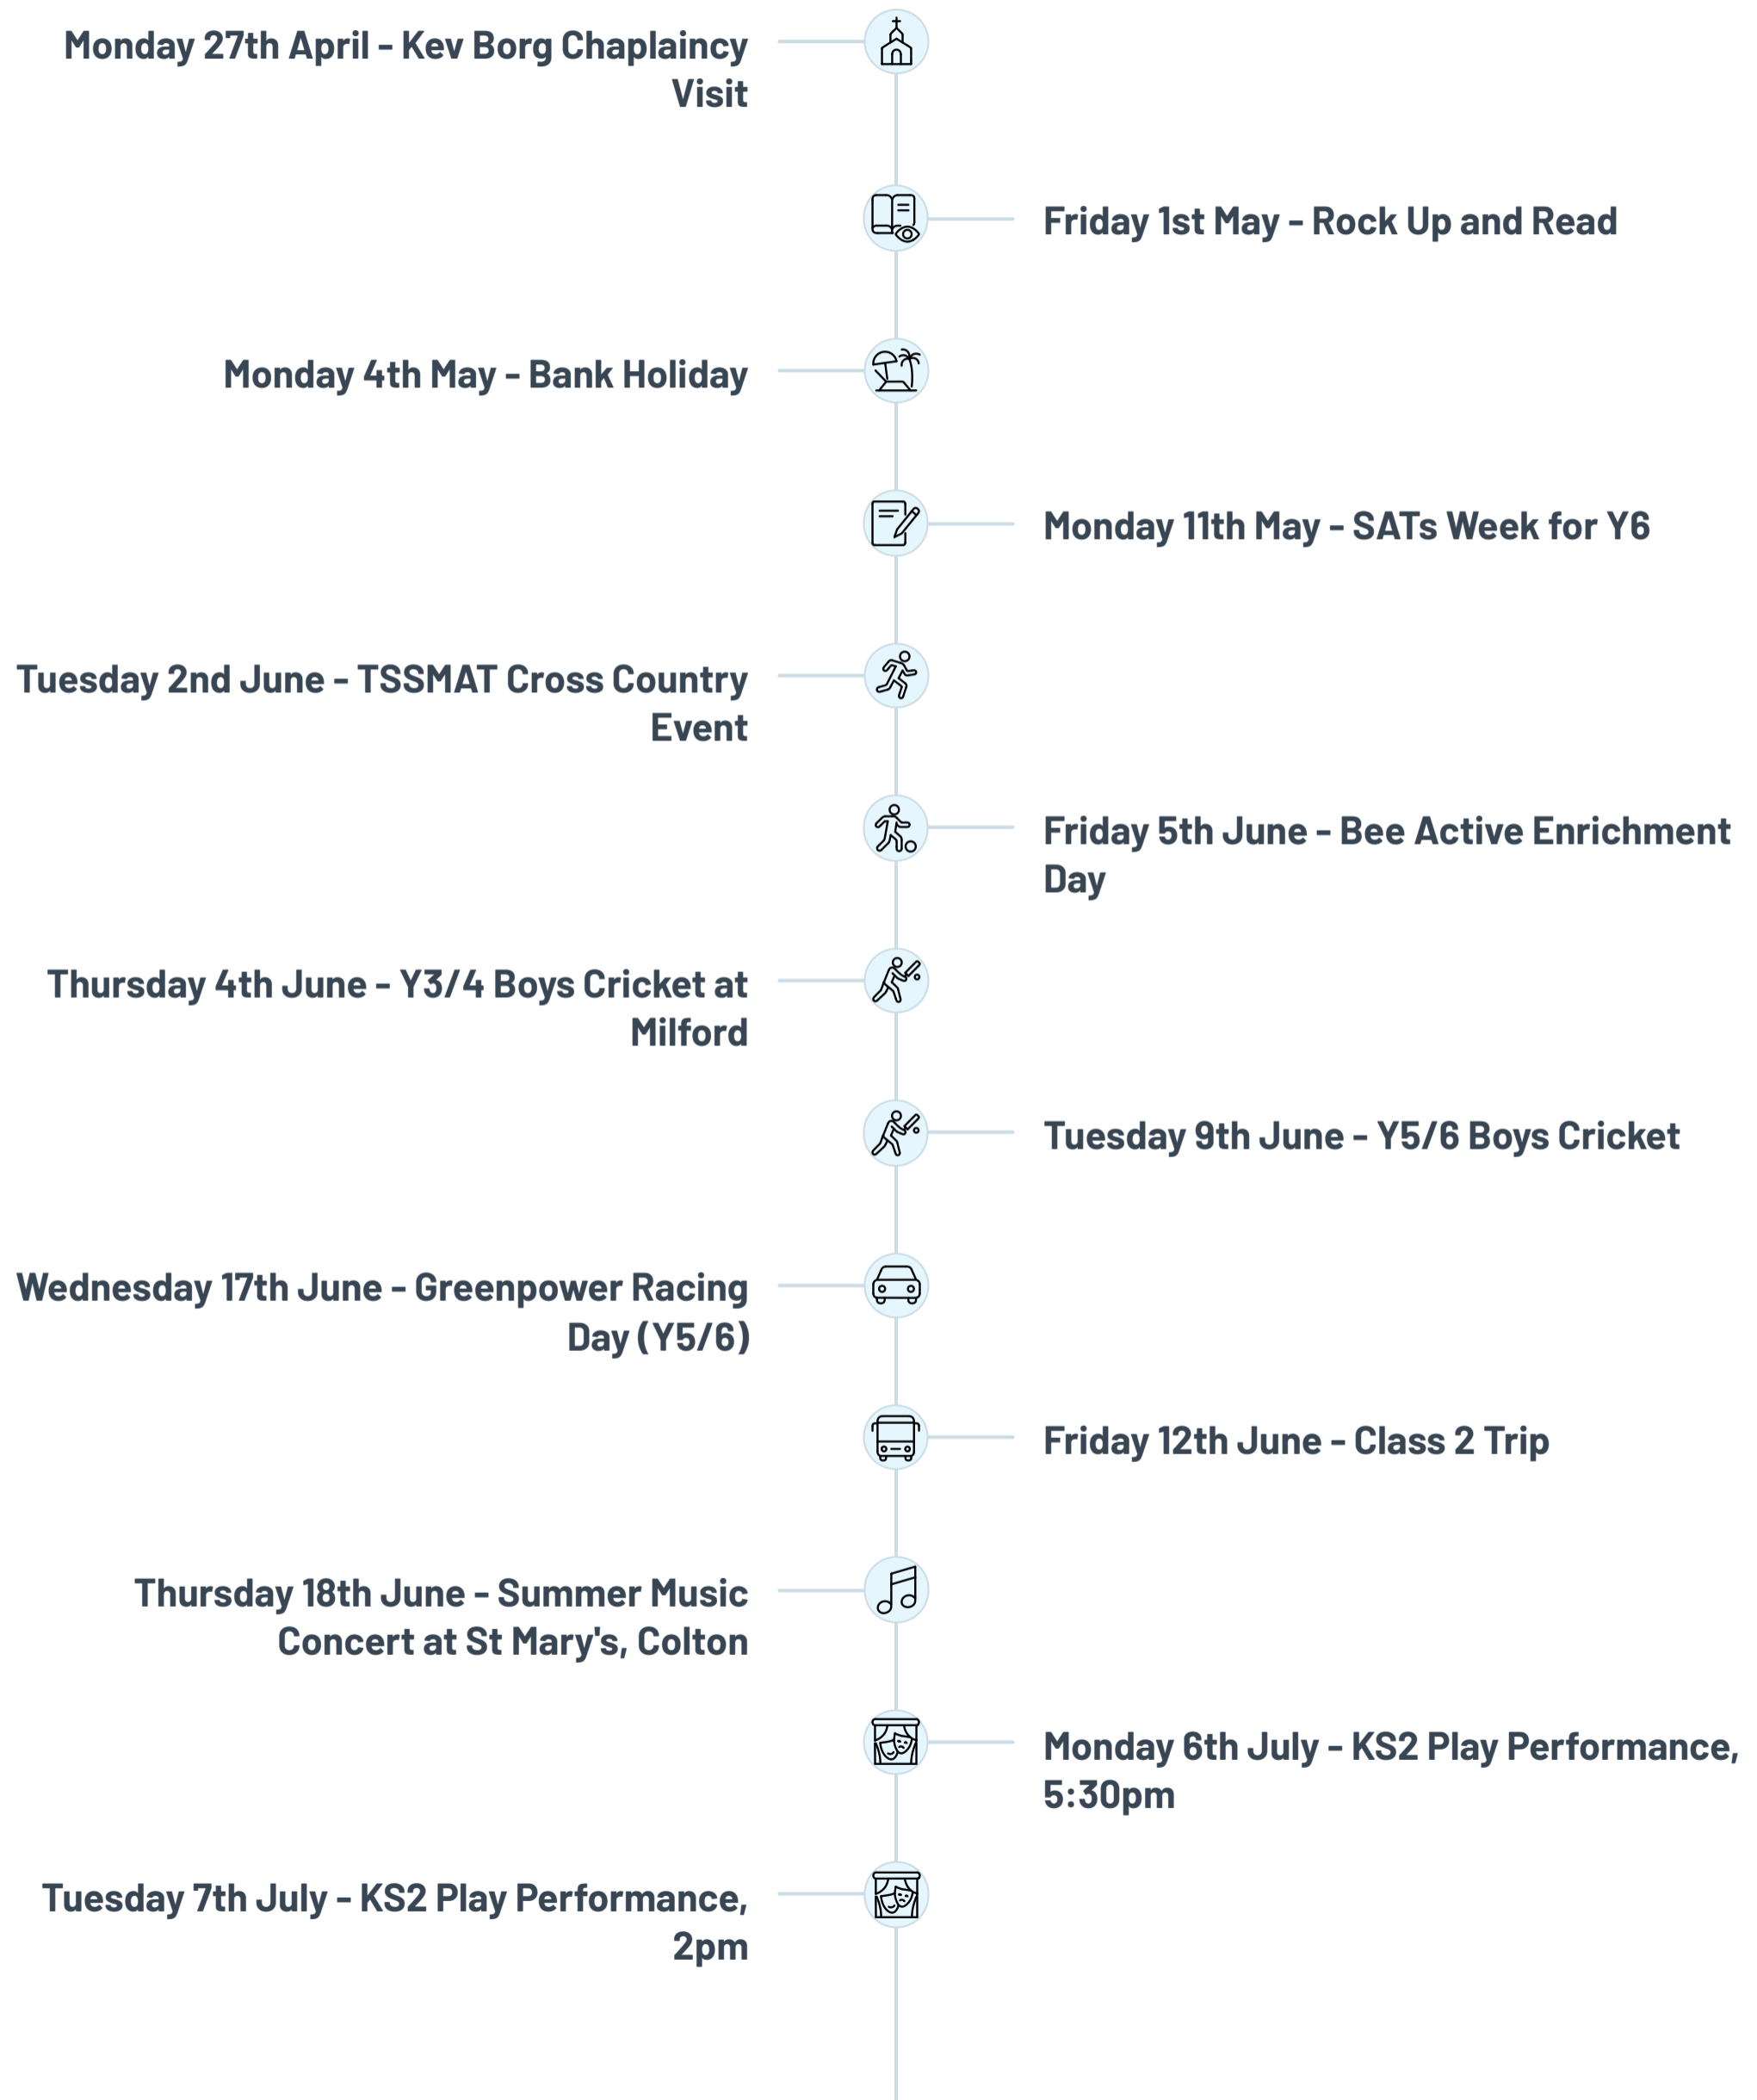 Monday 27th April - Kev Borg Chaplaincy
Visit
Friday 1st May - Rock Up and Read
Monday 4th May - Bank Holiday
Monday 11th May - SATs Week for Y6
Tuesday 2nd June - TSSMAT Cross Country
Event
Friday 5th June - Bee Active Enrichment
Day
Thursday 4th June - Y3/4 Boys Cricket at
Milford
Tuesday 9th June - Y5/6 Boys Cricket
Wednesday 17th June - Greenpower Racing
Day (Y5/6)
Friday 12th June - Class 2 Trip
Thursday 18th June - Summer Music
Concert at St Mary's, Colton
Monday 6th July - KS2 Play Performance,
5:30pm
Tuesday 7th July - KS2 Play Performance,
2pm